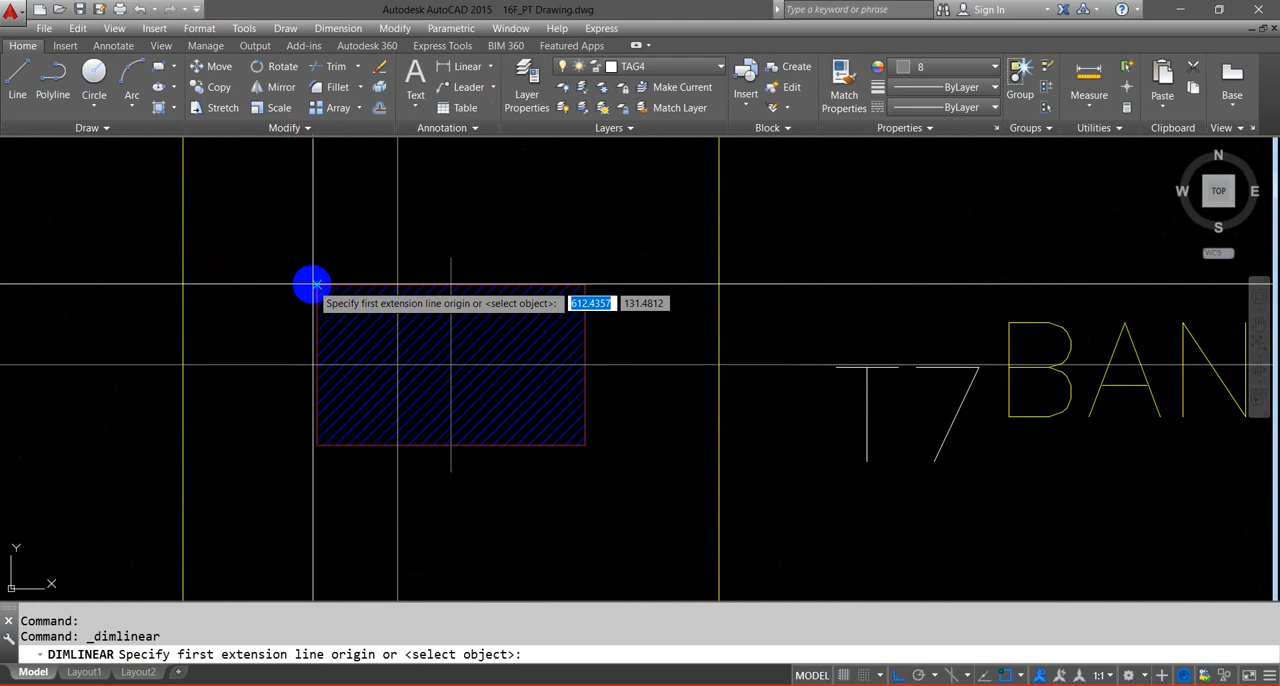 Autodesk AutoCAD 2015 16F_PT Drawing.dwg
Type a keyword or phrase
Sign In
File Edit View Insert Format Tools Draw Dimension Modify Parametric Window Help Express
Home Insert Annotate Parametric View Manage Output Add-ins Autodesk 360 Express Tools BIM 360 Featured Apps
Line Polyline Circle Arc
Move Rotate Trim
Copy Mirror Fillet
Stretch Scale Array
Text
Linear
Leader
Table
Layer Properties
TAG4
Make Current
Match Layer
Insert
Create
Edit
Match Properties
8
ByLayer
ByLayer
Group
Measure
Paste
Base
Draw Modify Annotation Layers Block Properties Groups Utilities Clipboard View
N
W TOP E
S
WCS
Specify first extension line origin or <select object>: 612.4357 131.4812
T7 BAN
Y
X
Command:
Command: _dimlinear
DIMLINEAR Specify first extension line origin or <select object>:
Model Layout1 Layout2 +
MODEL 1:1